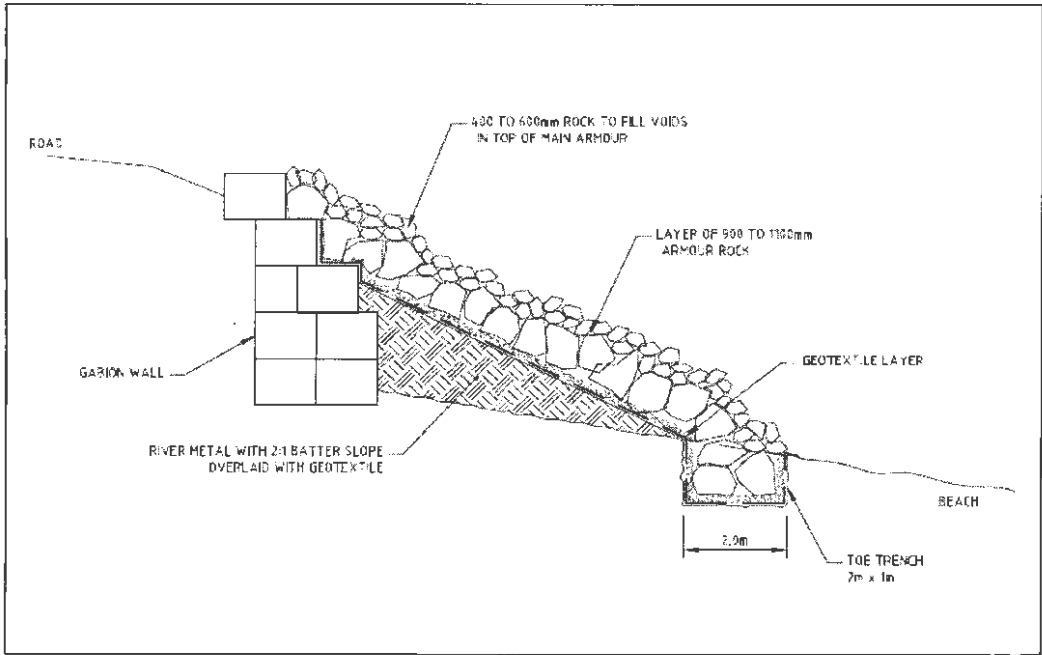 400 TO 600mm ROCK TO FILL VOIDS
IN TOP OF MAIN ARMOUR
ROAD
LAYER OF 900 TO 1100mm
ARMOUR ROCK
GEOTEXTILE LAYER
GABION WALL
RIVER METAL WITH 2:1 BATTER SLOPE
OVERLAID WITH GEOTEXTILE
BEACH
2.0m
TOE TRENCH
2m x 1m